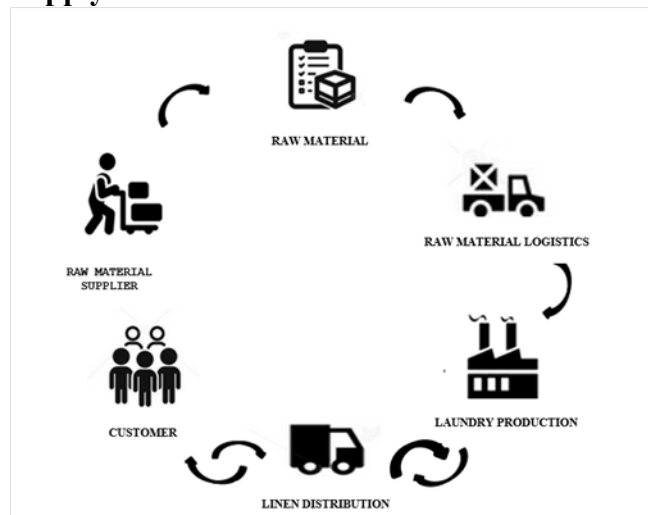 RAW MATERIAL
RAW MATERIAL LOGISTICS
RAW MATERIAL
SUPPLIER
LAUNDRY PRODUCTION
CUSTOMER
LINEN DISTRIBUTION